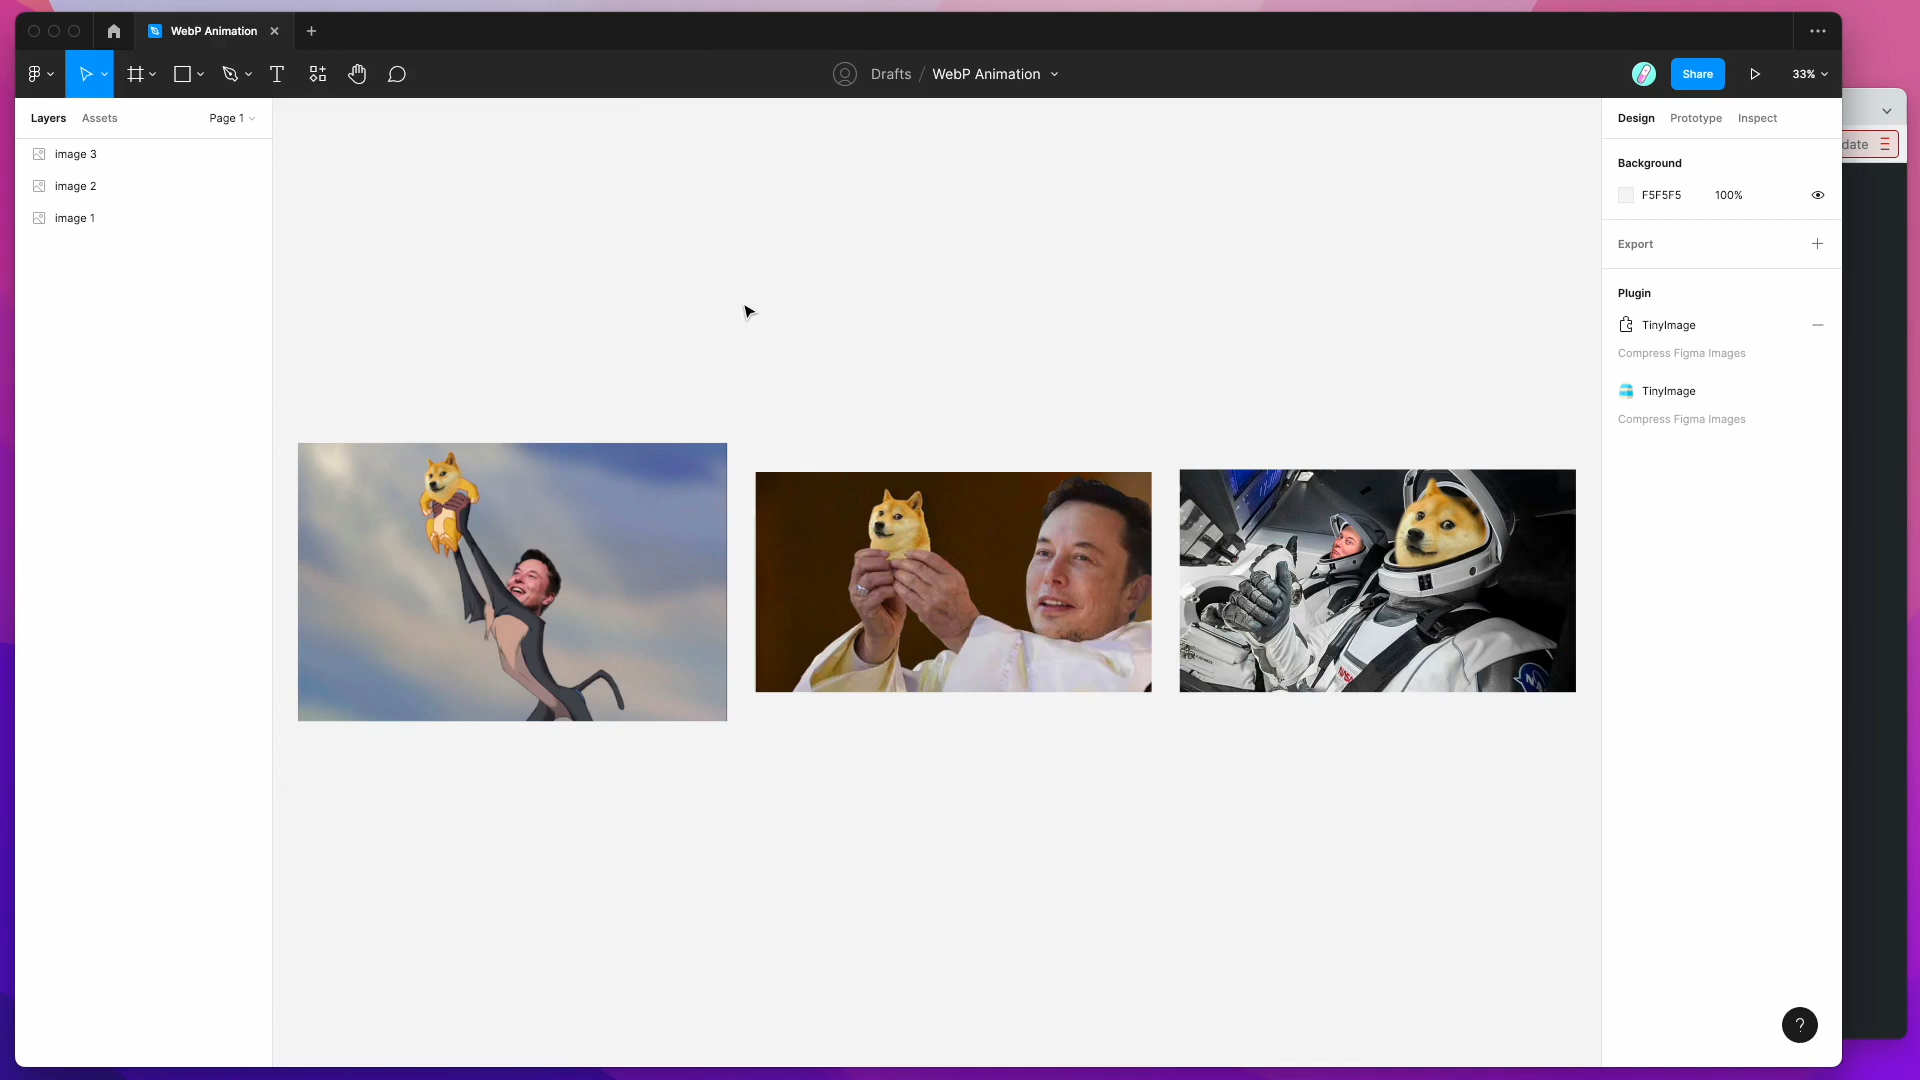 WebP Animation
Drafts / WebP Animation
Share
33%
Layers Assets Page 1
image 3
image 2
image 1
Design Prototype Inspect
Background
F5F5F5 100%
Export
Plugin
TinyImage
Compress Figma Images
TinyImage
Compress Figma Images
date
NASA
?